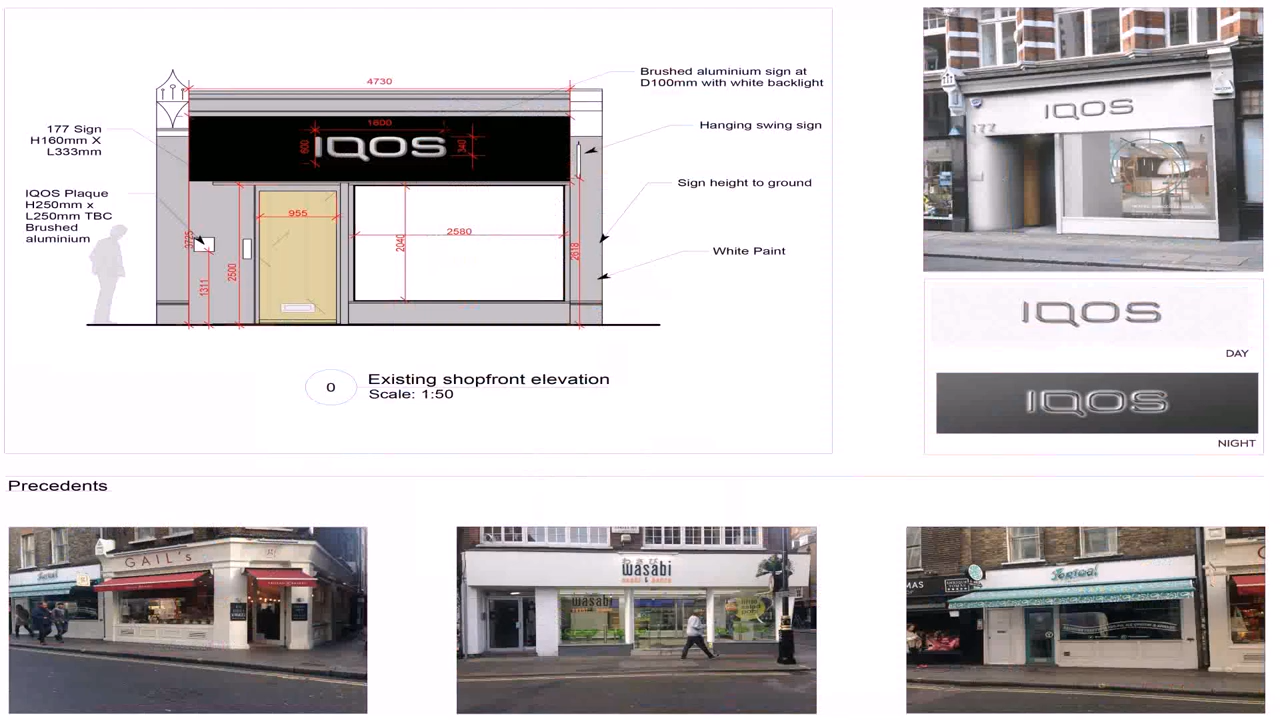 4730
Brushed aluminium sign at
D100mm with white backlight
177 Sign
H160mm X
L333mm
1600
600
IQOS
340
Hanging swing sign
Sign height to ground
IQOS Plaque
H250mm x
L250mm TBC
Brushed
aluminium
955
2580
2040
2500
1311
2618
White Paint
0
Existing shopfront elevation
Scale: 1:50
IQOS
177
IQOS
DAY
IQOS
NIGHT
Precedents
GAIL's
wasabi
sushi & bento
wasabi
MAS